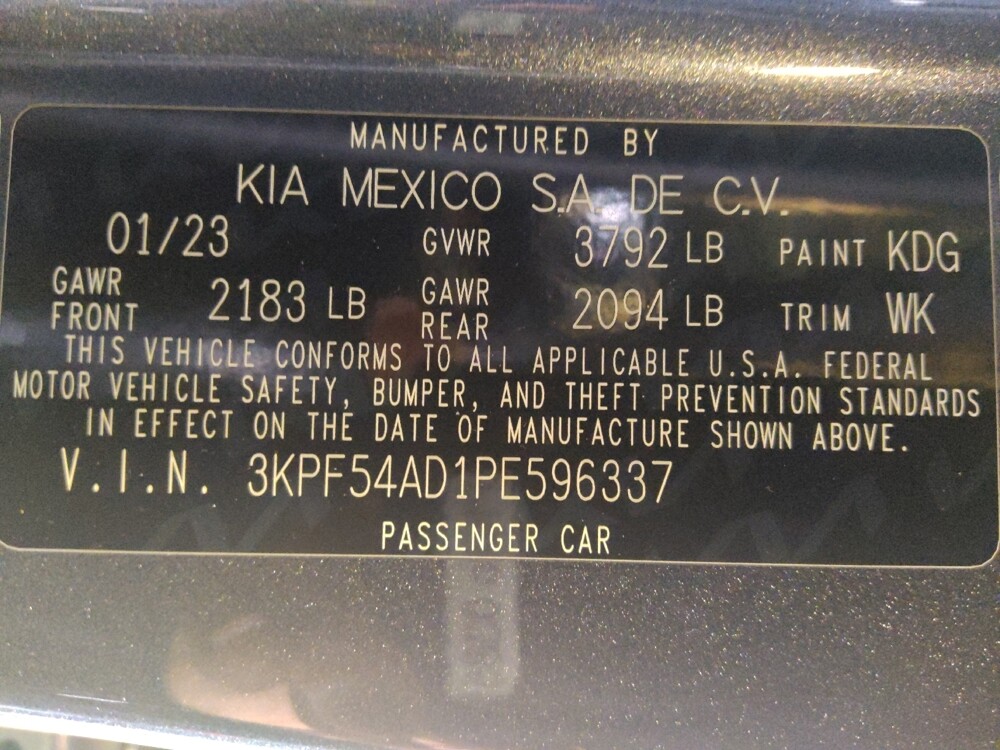 MANUFACTURED BY
KIA MEXICO S.A. DE C.V.
01/23 GVWR 3792 LB PAINT KDG
GAWR FRONT 2183 LB GAWR REAR 2094 LB TRIM WK
THIS VEHICLE CONFORMS TO ALL APPLICABLE U.S.A. FEDERAL
MOTOR VEHICLE SAFETY, BUMPER, AND THEFT PREVENTION STANDARDS
IN EFFECT ON THE DATE OF MANUFACTURE SHOWN ABOVE.
V.I.N. 3KPF54AD1PE596337
PASSENGER CAR